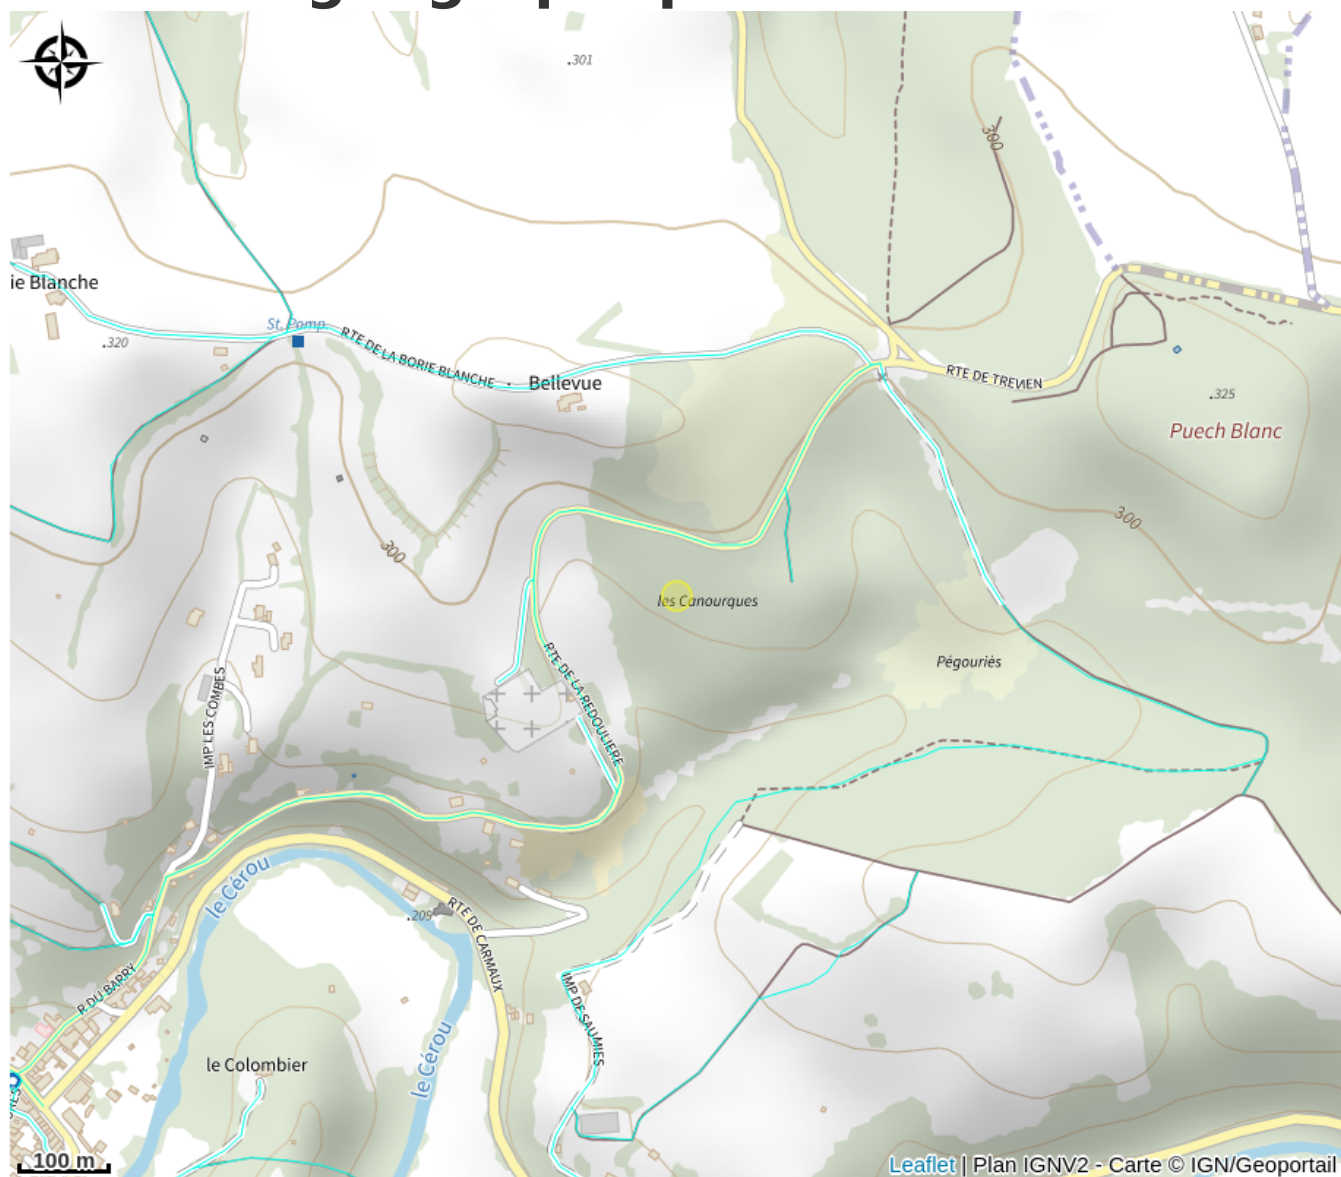 .301
300
ie Blanche
St. Pomp
.320
RTE DE LA BORIE BLANCHE
Bellevue
RTE DE TREVIEN
.325
Puech Blanc
300
300
les Canourques
Pégouriès
RTE DE LA REDOULIERE
IMP LES COMBES
le Cérou
.209
RTE DE CARMAUX
R DU BARRY
IMP DE SAUMIES
le Cérou
le Colombier
100 m
Leaflet | Plan IGNV2 - Carte © IGN/Geoportail